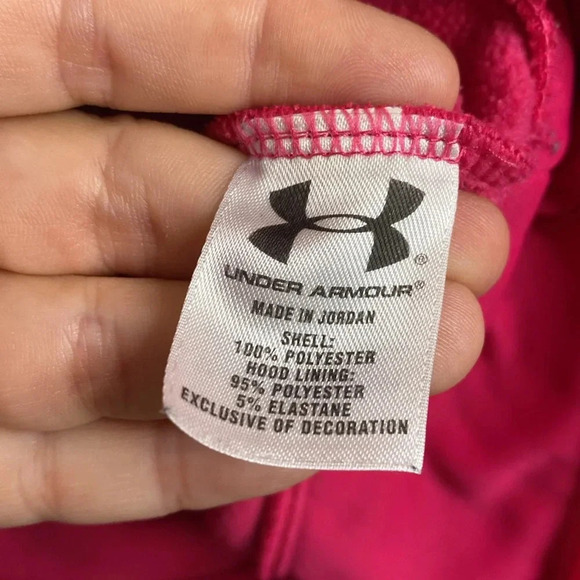 UNDER ARMOUR®
MADE IN JORDAN
SHELL:
100% POLYESTER
HOOD LINING:
95% POLYESTER
5% ELASTANE
EXCLUSIVE OF DECORATION